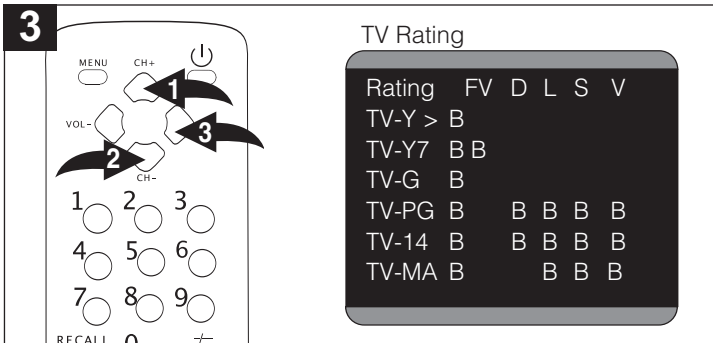 3
MENU CH+
1
VOL- 3
2
CH-
1 2 3
4 5 6
7 8 9
RECALL 0 -/--
TV Rating
Rating FV D L S V
TV-Y > B
TV-Y7 B B
TV-G B
TV-PG B D B B B B
TV-14 B B B B B
TV-MA B B B B